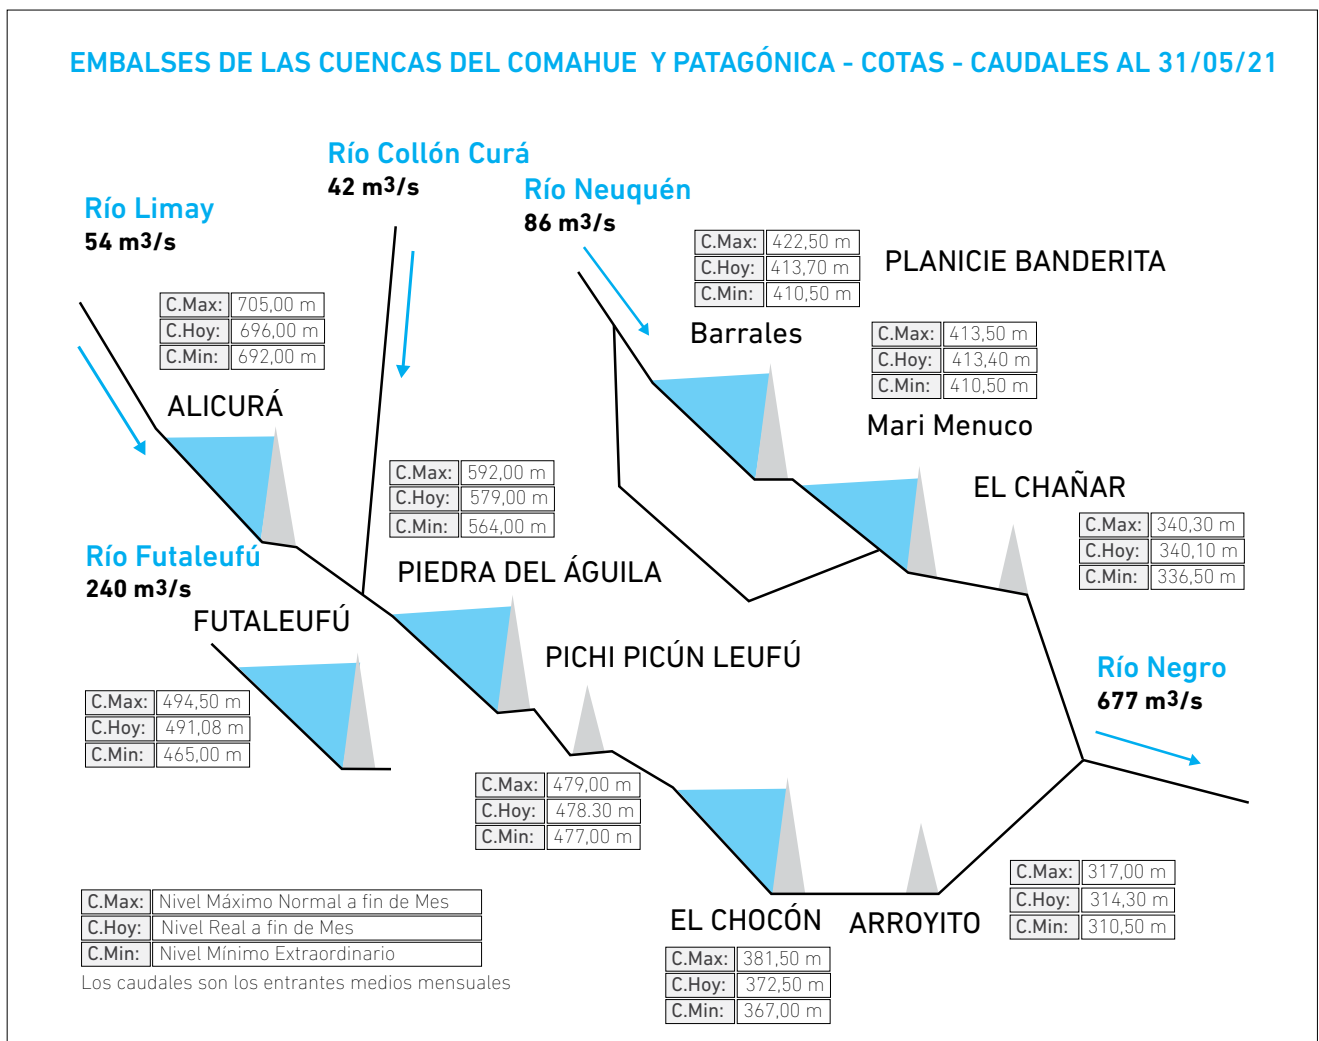 EMBALSES DE LAS CUENCAS DEL COMAHUE Y PATAGÓNICA - COTAS - CAUDALES AL 31/05/21
Río Collón Curá
42 m3/s
Río Neuquén
86 m3/s
Río Limay
54 m3/s
C.Max: 422,50 m
C.Hoy: 413,70 m
C.Min: 410,50 m
PLANICIE BANDERITA
Barrales
C.Max: 705,00 m
C.Hoy: 696,00 m
C.Min: 692,00 m
ALICURÁ
C.Max: 413,50 m
C.Hoy: 413,40 m
C.Min: 410,50 m
Mari Menuco
C.Max: 592,00 m
C.Hoy: 579,00 m
C.Min: 564,00 m
PIEDRA DEL ÁGUILA
EL CHAÑAR
C.Max: 340,30 m
C.Hoy: 340,10 m
C.Min: 336,50 m
Río Futaleufú
240 m3/s
FUTALEUFÚ
C.Max: 494,50 m
C.Hoy: 491,08 m
C.Min: 465,00 m
PICHI PICÚN LEUFÚ
C.Max: 479,00 m
C.Hoy: 478.30 m
C.Min: 477,00 m
Río Negro
677 m3/s
C.Max: 317,00 m
C.Hoy: 314,30 m
C.Min: 310,50 m
EL CHOCÓN
ARROYITO
C.Max: 381,50 m
C.Hoy: 372,50 m
C.Min: 367,00 m
C.Max: Nivel Máximo Normal a fin de Mes
C.Hoy: Nivel Real a fin de Mes
C.Min: Nivel Mínimo Extraordinario
Los caudales son los entrantes medios mensuales